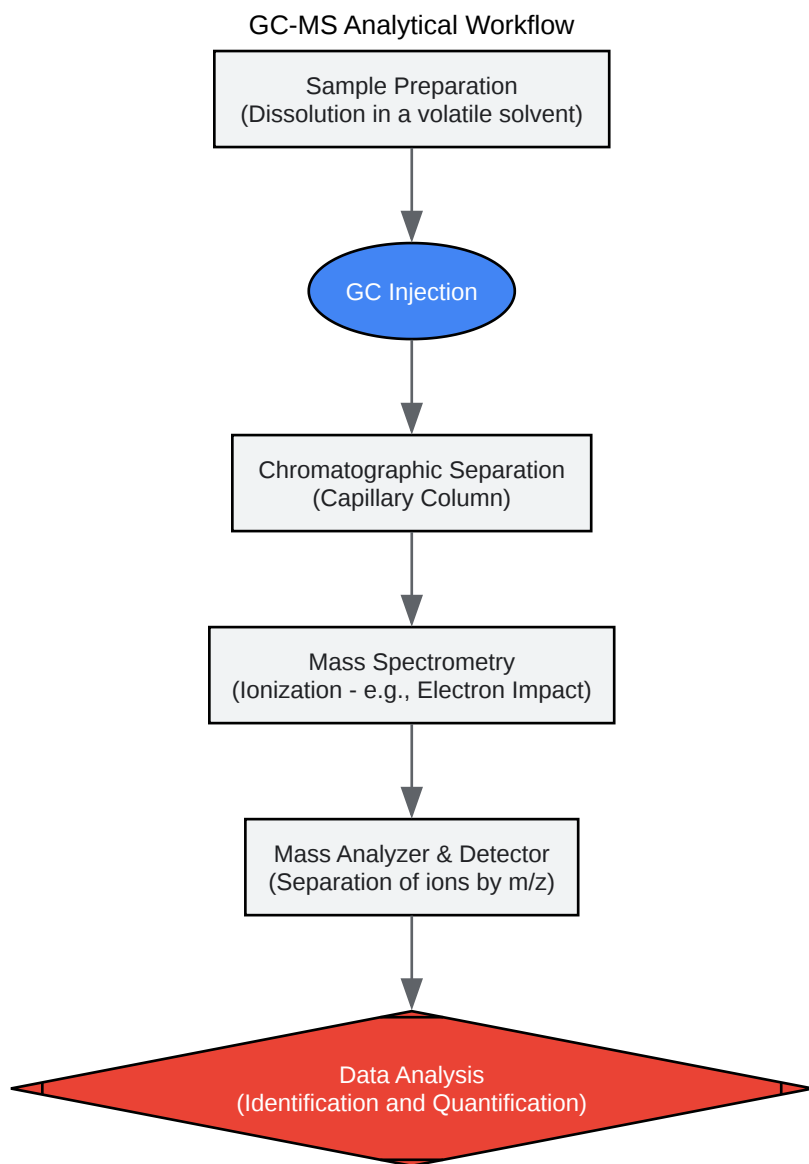 GC-MS Analytical Workflow
Sample Preparation
(Dissolution in a volatile solvent)
GC Injection
Chromatographic Separation
(Capillary Column)
Mass Spectrometry
(Ionization - e.g., Electron Impact)
Mass Analyzer & Detector
(Separation of ions by m/z)
Data Analysis
(Identification and Quantification)